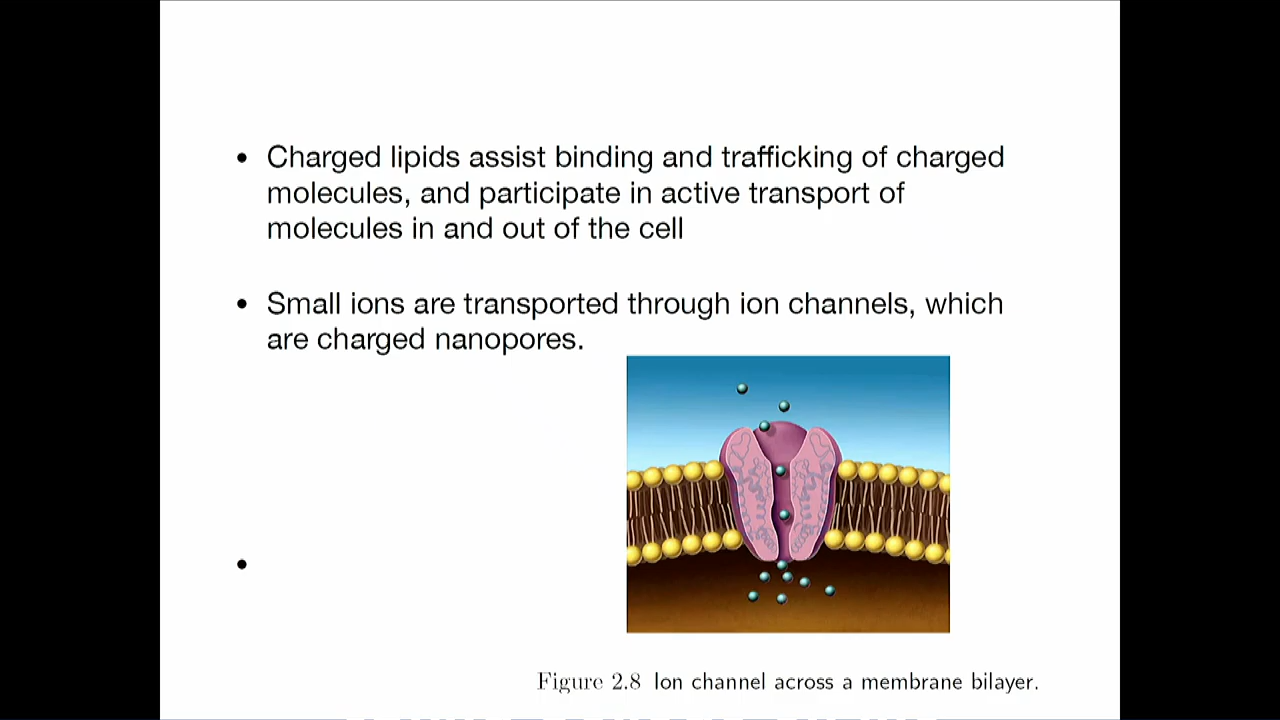 • Charged lipids assist binding and trafficking of charged
molecules, and participate in active transport of
molecules in and out of the cell
• Small ions are transported through ion channels, which
are charged nanopores.
•
Figure 2.8 Ion channel across a membrane bilayer.